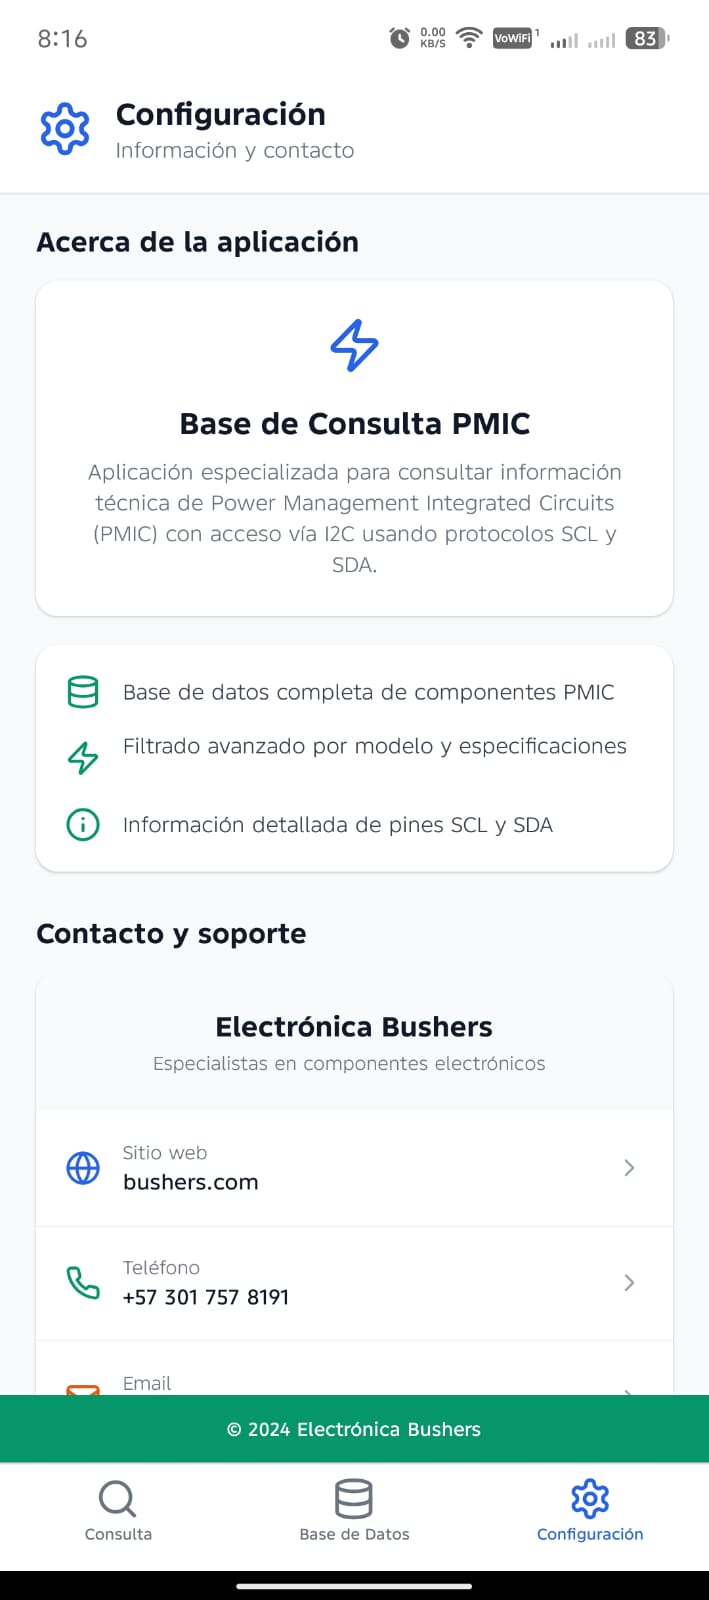 8:16
0.00
KB/S
VoWiFi 1
83
Configuración
Información y contacto
Acerca de la aplicación
Base de Consulta PMIC
Aplicación especializada para consultar información
técnica de Power Management Integrated Circuits
(PMIC) con acceso vía I2C usando protocolos SCL y
SDA.
Base de datos completa de componentes PMIC
Filtrado avanzado por modelo y especificaciones
Información detallada de pines SCL y SDA
Contacto y soporte
Electrónica Bushers
Especialistas en componentes electrónicos
Sitio web
bushers.com
Teléfono
+57 301 757 8191
Email
© 2024 Electrónica Bushers
Consulta
Base de Datos
Configuración